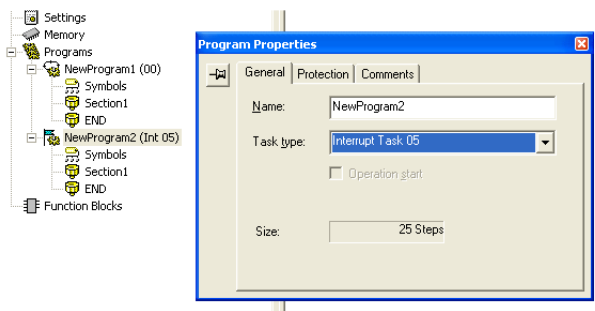 Settings
Memory
Programs
NewProgram1 (00)
Symbols
Section1
END
NewProgram2 (Int 05)
Symbols
Section1
END
Function Blocks
Program Properties
General Protection Comments
Name: NewProgram2
Task type: Interrupt Task 05
Operation start
Size: 25 Steps